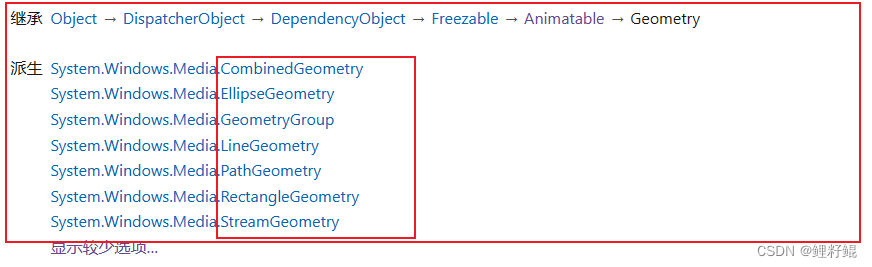 继承 Object → DispatcherObject → DependencyObject → Freezable → Animatable → Geometry
派生 System.Windows.Media.CombinedGeometry
System.Windows.Media.EllipseGeometry
System.Windows.Media.GeometryGroup
System.Windows.Media.LineGeometry
System.Windows.Media.PathGeometry
System.Windows.Media.RectangleGeometry
System.Windows.Media.StreamGeometry
显示较少选项...
CSDN @鲤籽鲲